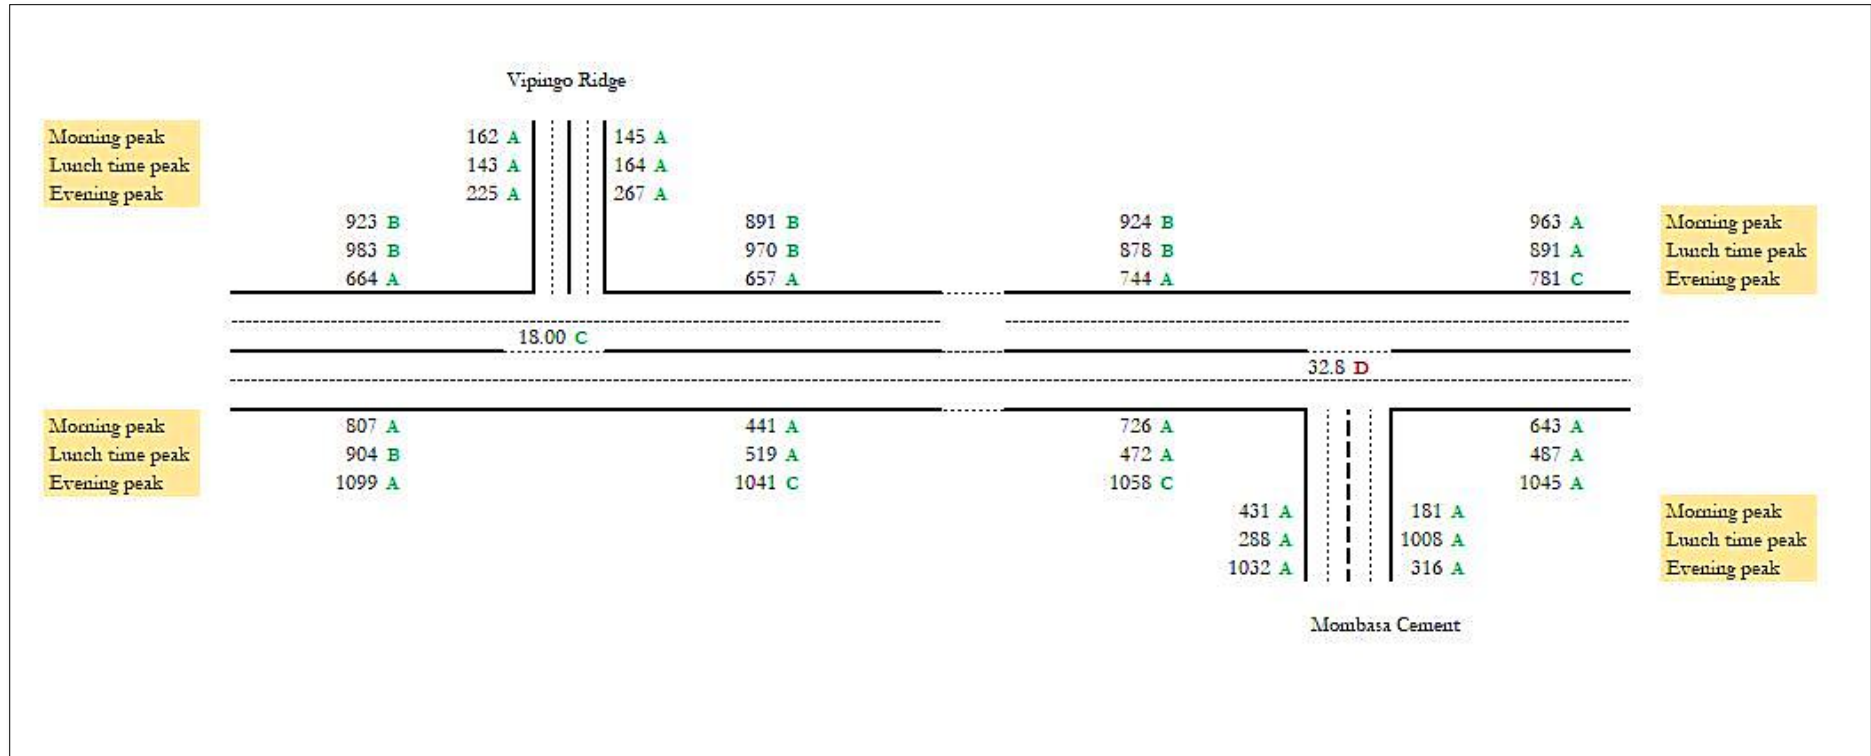 Vipingo Ridge
Morning peak 162 A 145 A
Lunch time peak 143 A 164 A
Evening peak 225 A 267 A
923 B 891 B 924 B 963 A Morning peak
983 B 970 B 878 B 891 A Lunch time peak
664 A 657 A 744 A 781 C Evening peak
18.00 C
32.8 D
Morning peak 807 A 441 A 726 A 643 A
Lunch time peak 904 B 519 A 472 A 487 A
Evening peak 1099 A 1041 C 1058 C 1045 A
431 A 181 A Morning peak
288 A 1008 A Lunch time peak
1032 A 316 A Evening peak
Mombasa Cement